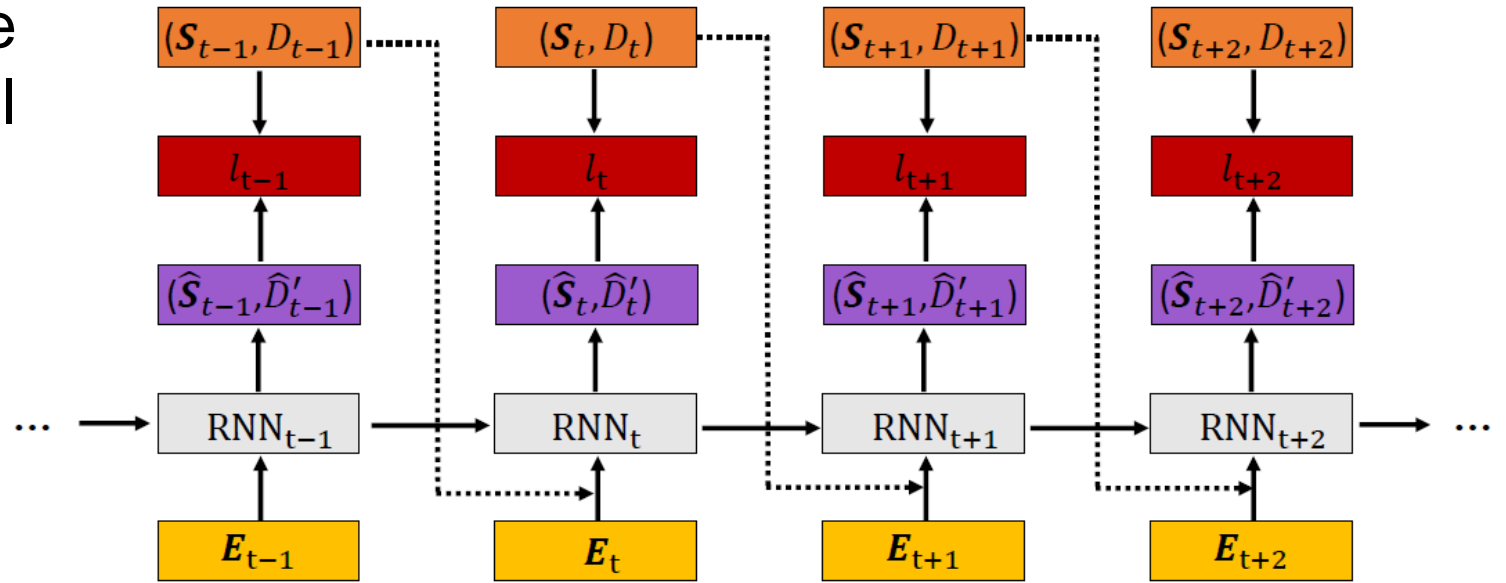 e
l
(S_{t−1}, D_{t−1}) (S_t, D_t) (S_{t+1}, D_{t+1}) (S_{t+2}, D_{t+2})
l_{t−1} l_t l_{t+1} l_{t+2}
(Ŝ_{t−1},D̂′_{t−1}) (Ŝ_t,D̂′_t) (Ŝ_{t+1},D̂′_{t+1}) (Ŝ_{t+2},D̂′_{t+2})
... RNN_{t−1} RNN_t RNN_{t+1} RNN_{t+2} ...
E_{t−1} E_t E_{t+1} E_{t+2}